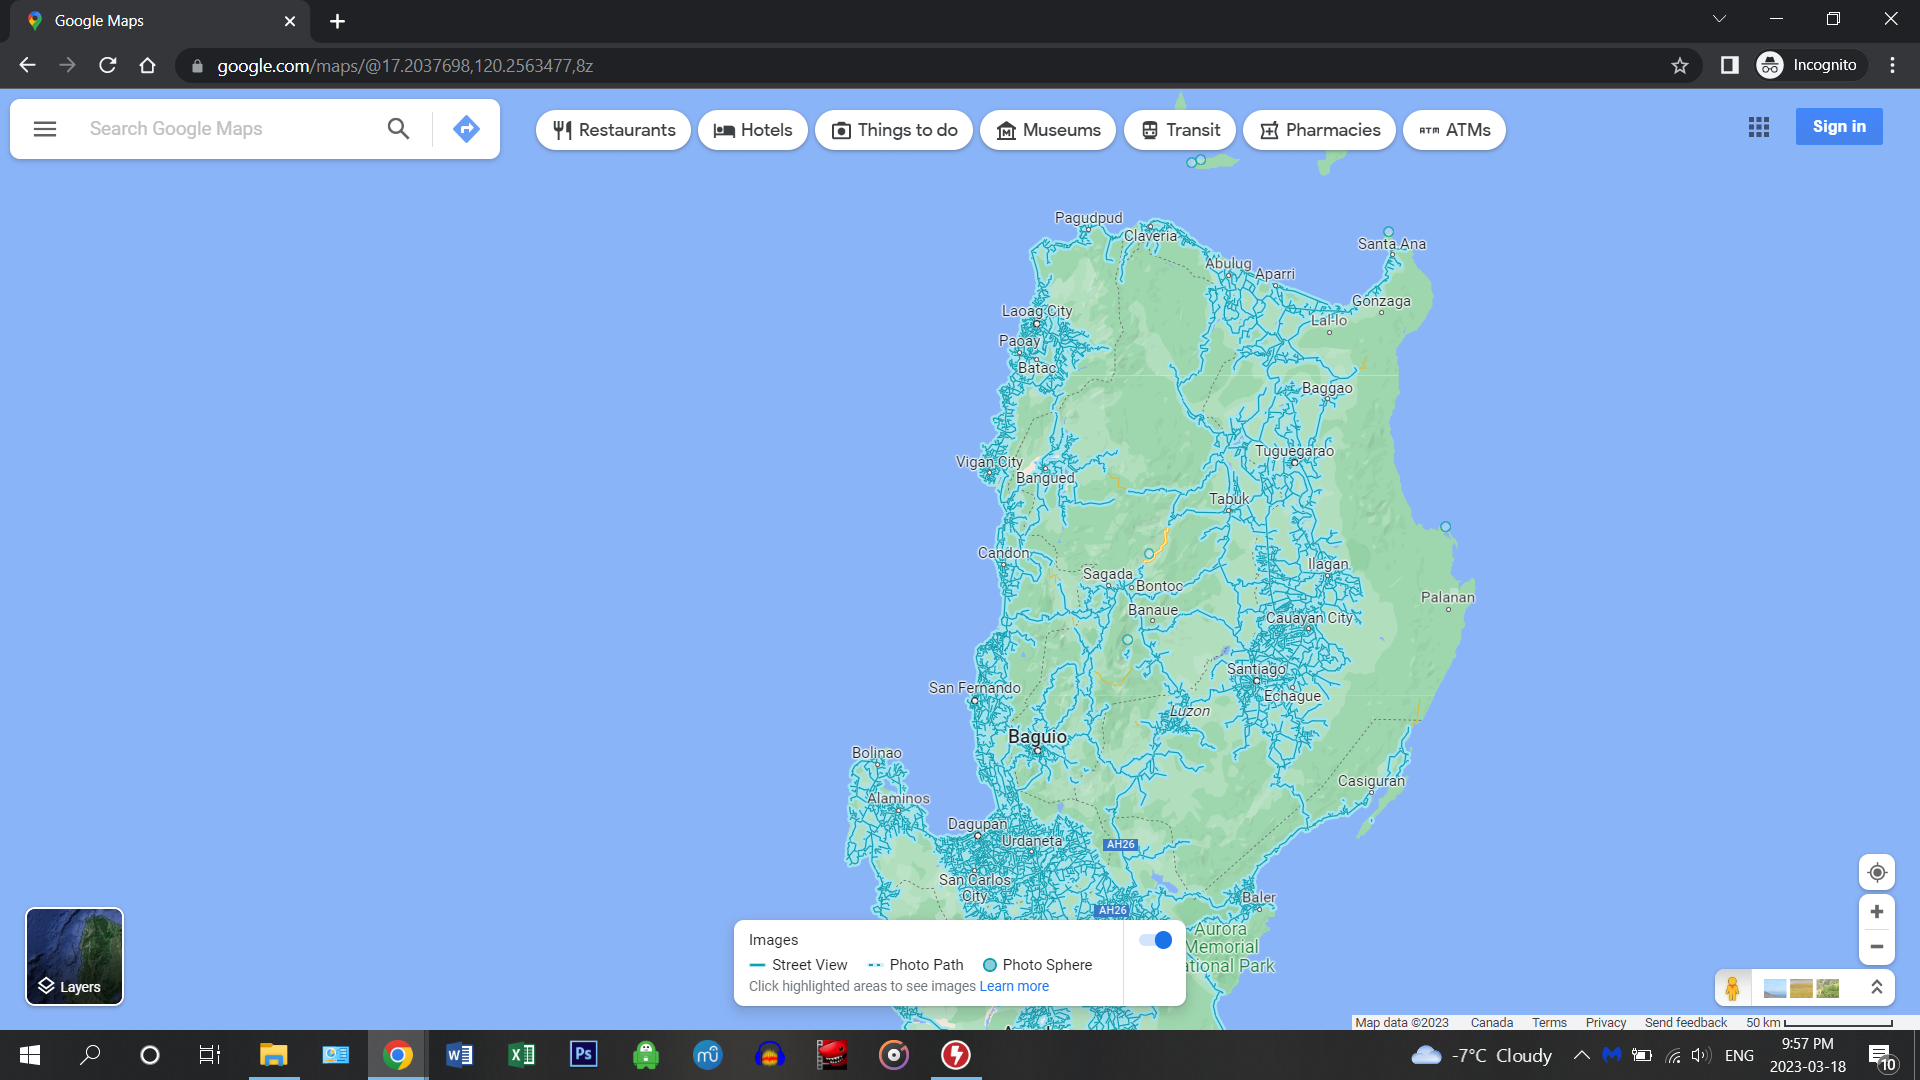 Google Maps
google.com/maps/@17.2037698,120.2563477,8z
Incognito
Search Google Maps
Restaurants
Hotels
Things to do
Museums
Transit
Pharmacies
ATM ATMs
Sign in
Pagudpud
Claveria
Santa Ana
Abulug
Aparri
Gonzaga
Lal-lo
Laoag City
Paoay
Batac
Baggao
Tuguegarao
Vigan City
Bangued
Tabuk
Candon
Ilagan
Sagada
Bontoc
Palanan
Banaue
Cauayan City
Santiago
San Fernando
Echague
Luzon
Baguio
Bolinao
Casiguran
Alaminos
Dagupan
Urdaneta
AH26
San Carlos
City
Baler
AH26
Aurora
Memorial
ational Park
Images
Street View
Photo Path
Photo Sphere
Click highlighted areas to see images Learn more
Layers
Map data ©2023
Canada
Terms
Privacy
Send feedback
50 km
-7°C Cloudy
ENG
9:57 PM
2023-03-18
10